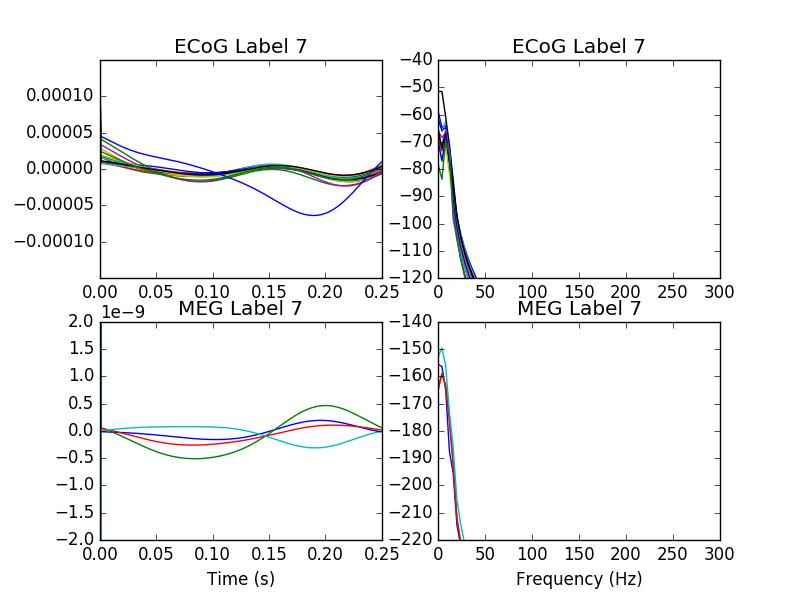 ECoG Label 7
0.00010
0.00005
0.00000
−0.00005
−0.00010
0.00 0.05 0.10 0.15 0.20 0.25
ECoG Label 7
−40
−50
−60
−70
−80
−90
−100
−110
−120
0 50 100 150 200 250 300
MEG Label 7
1e−9
2.0
1.5
1.0
0.5
0.0
−0.5
−1.0
−1.5
−2.0
0.00 0.05 0.10 0.15 0.20 0.25
Time (s)
MEG Label 7
−140
−150
−160
−170
−180
−190
−200
−210
−220
0 50 100 150 200 250 300
Frequency (Hz)